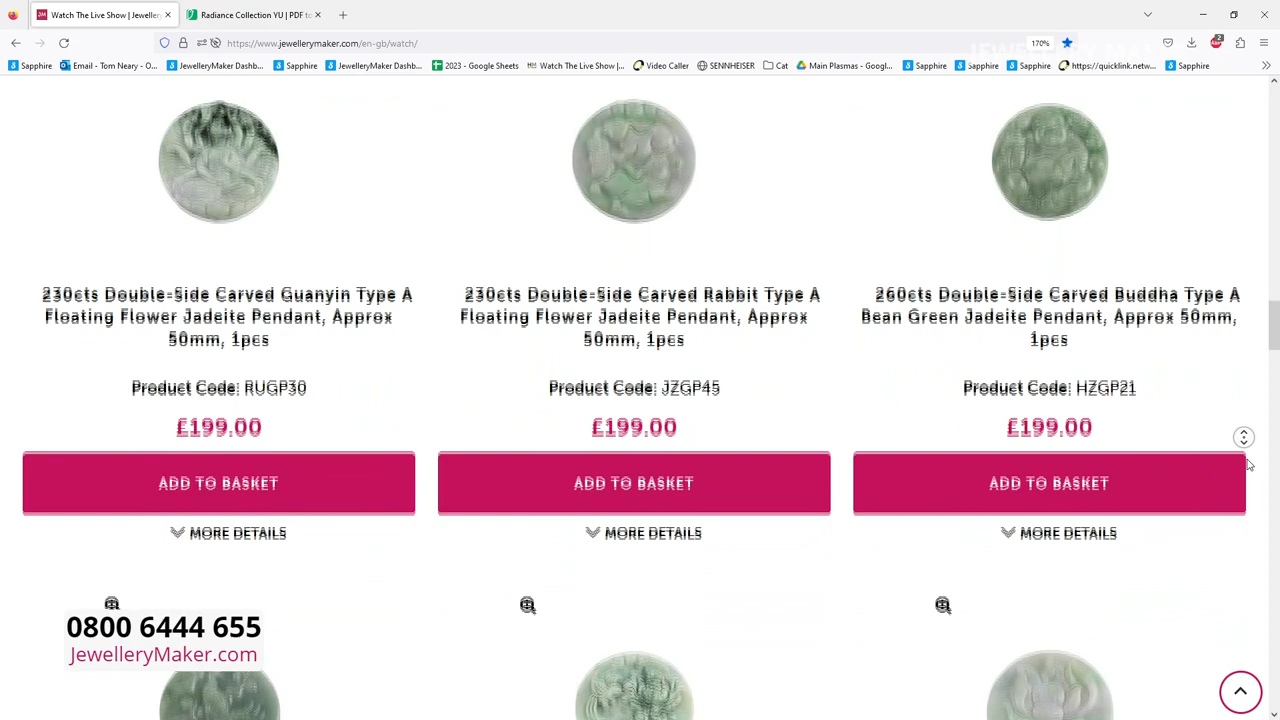 Watch The Live Show | Jeweller
Radiance Collection YU | PDF to
https://www.jewellerymaker.com/en-gb/watch/
170%
2
Sapphire
Email - Tom Neary - O...
JewelleryMaker Dashb...
Sapphire
JewelleryMaker Dashb...
2023 - Google Sheets
Watch The Live Show |...
Video Caller
SENNHEISER
Cat
Main Plasmas - Googl...
Sapphire
Sapphire
Sapphire
https://quicklink.netw...
Sapphire
230cts Double-Side Carved Guanyin Type A
Floating Flower Jadeite Pendant, Approx
50mm, 1pcs
Product Code: RUGP30
£199.00
ADD TO BASKET
MORE DETAILS
230cts Double-Side Carved Rabbit Type A
Floating Flower Jadeite Pendant, Approx
50mm, 1pcs
Product Code: JZGP45
£199.00
ADD TO BASKET
MORE DETAILS
260cts Double-Side Carved Buddha Type A
Bean Green Jadeite Pendant, Approx 50mm,
1pcs
Product Code: HZGP21
£199.00
ADD TO BASKET
MORE DETAILS
0800 6444 655
JewelleryMaker.com